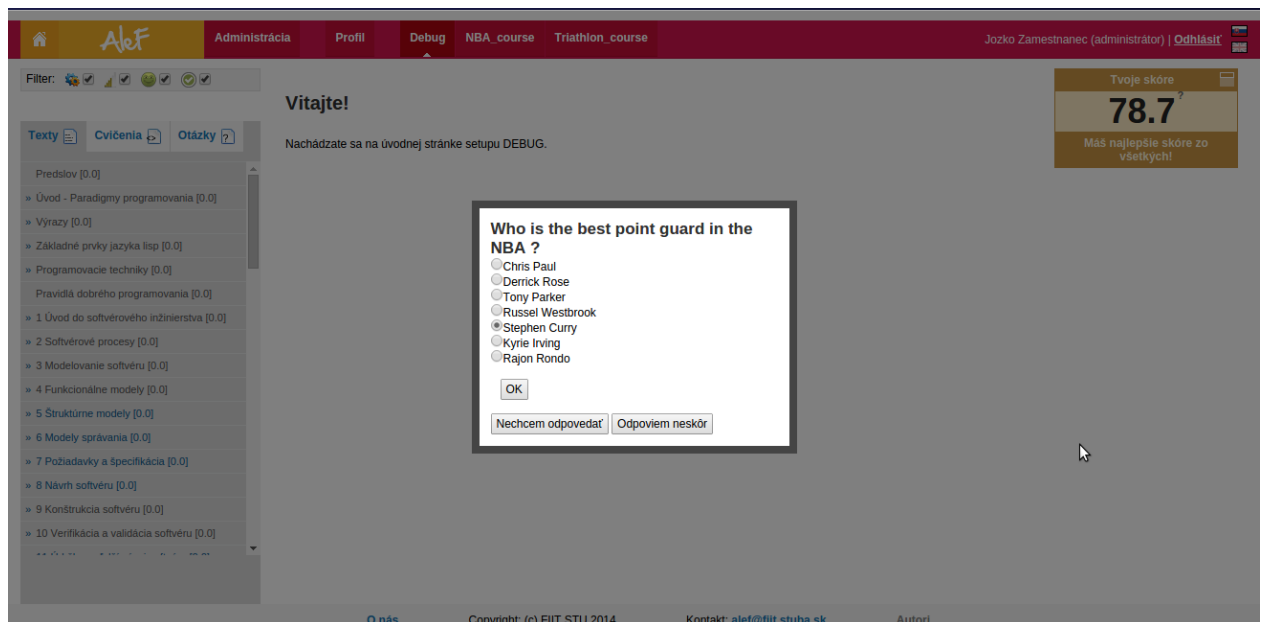 AleF
Administrácia
Profil
Debug
NBA_course
Triathlon_course
Jozko Zamestnanec (administrátor) | Odhlásiť
Filter:
Texty
Cvičenia
Otázky ?
Predslov [0.0]
» Úvod - Paradigmy programovania [0.0]
» Výrazy [0.0]
» Základné prvky jazyka lisp [0.0]
» Programovacie techniky [0.0]
Pravidlá dobrého programovania [0.0]
» 1 Úvod do softvérového inžinierstva [0.0]
» 2 Softvérové procesy [0.0]
» 3 Modelovanie softvéru [0.0]
» 4 Funkcionálne modely [0.0]
» 5 Štruktúrne modely [0.0]
» 6 Modely správania [0.0]
» 7 Požiadavky a špecifikácia [0.0]
» 8 Návrh softvéru [0.0]
» 9 Konštrukcia softvéru [0.0]
» 10 Verifikácia a validácia softvéru [0.0]
Vitajte!
Nachádzate sa na úvodnej stránke setupu DEBUG.
Who is the best point guard in the
NBA ?
Chris Paul
Derrick Rose
Tony Parker
Russel Westbrook
Stephen Curry
Kyrie Irving
Rajon Rondo
OK
Nechcem odpovedať
Odpoviem neskôr
Tvoje skóre
78.7 ?
Máš najlepšie skóre zo
všetkých!
O nás
Copyright: (c) FIIT STU 2014
Kontakt: alef@fiit.stuba.sk
Autori